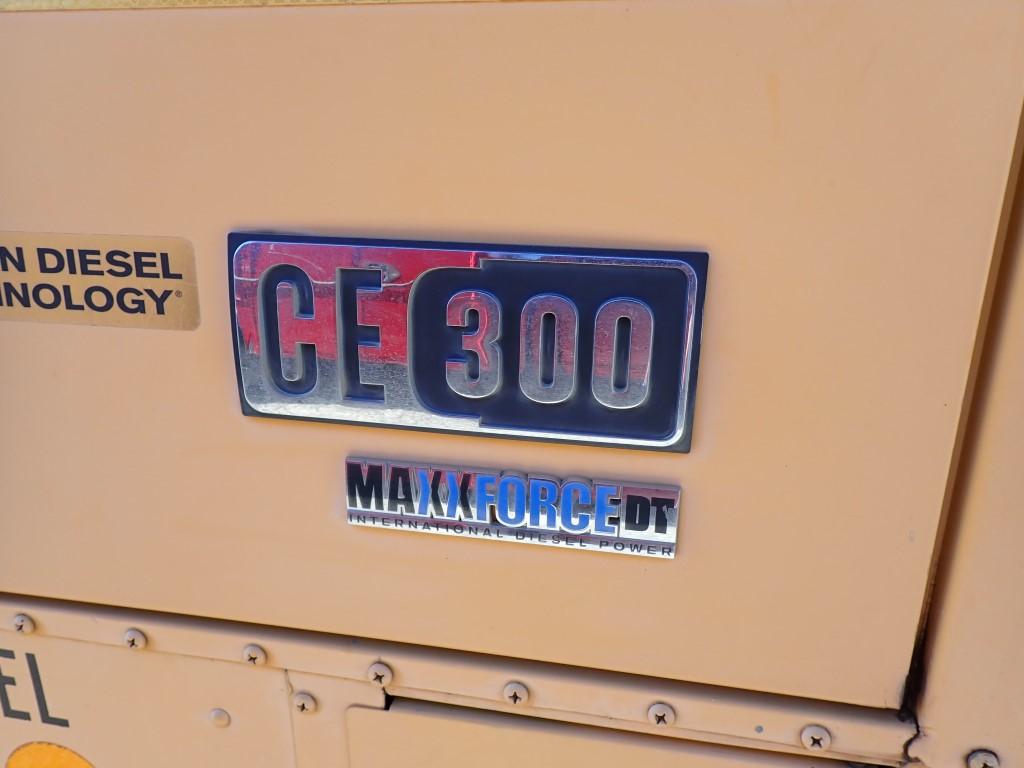 N DIESEL
NOLOGY®
CE 300
MAXXFORCE DT
INTERNATIONAL DIESEL POWER
EL